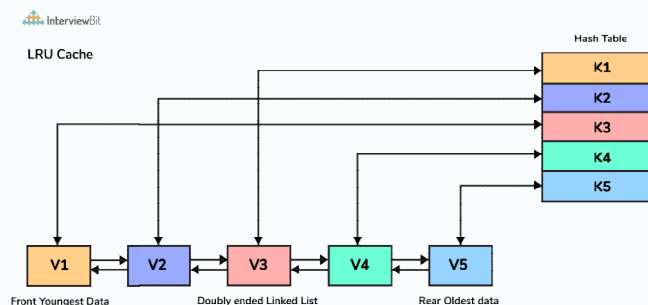 InterviewBit
Hash Table
LRU Cache
K1
K2
K3
K4
K5
V1 V2 V3 V4 V5
Front Youngest Data Doubly ended Linked List Rear Oldest data